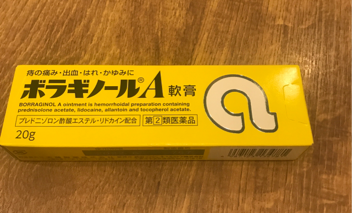 痔の痛み・出血・はれ・かゆみに
ボラギノール®A 軟膏
BORRAGINOL A ointment is hemorrhoidal preparation containing
prednisolone acetate, lidocaine, allantoin and tocopherol acetate.
プレドニゾロン酢酸エステル・リドカイン配合 第②類医薬品
20g